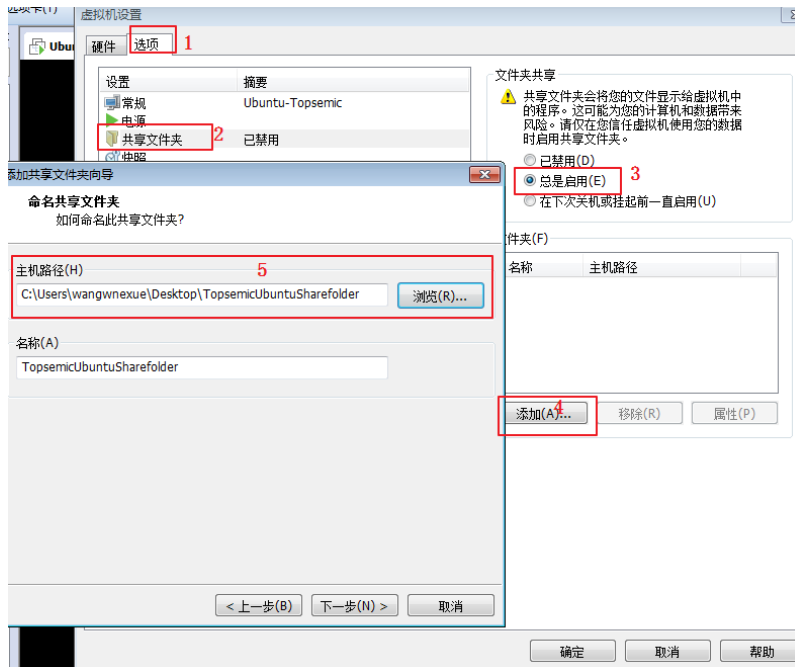 虚拟机设置
Ubu
硬件
选项
1
设置
摘要
常规
Ubuntu-Topsemic
电源
共享文件夹
2
已禁用
快照
文件夹共享
共享文件夹会将您的文件显示给虚拟机中
的程序。这可能为您的计算机和数据带来
风险。请仅在您信任虚拟机使用您的数据
时启用共享文件夹。
已禁用(D)
总是启用(E)
3
在下次关机或挂起前一直启用(U)
件夹(F)
名称
主机路径
添加(A)...
4
移除(R)
属性(P)
添加共享文件夹向导
命名共享文件夹
如何命名此共享文件夹?
主机路径(H)
5
C:\Users\wangwnexue\Desktop\TopsemicUbuntuSharefolder
浏览(R)...
名称(A)
TopsemicUbuntuSharefolder
< 上一步(B)
下一步(N) >
取消
确定
取消
帮助